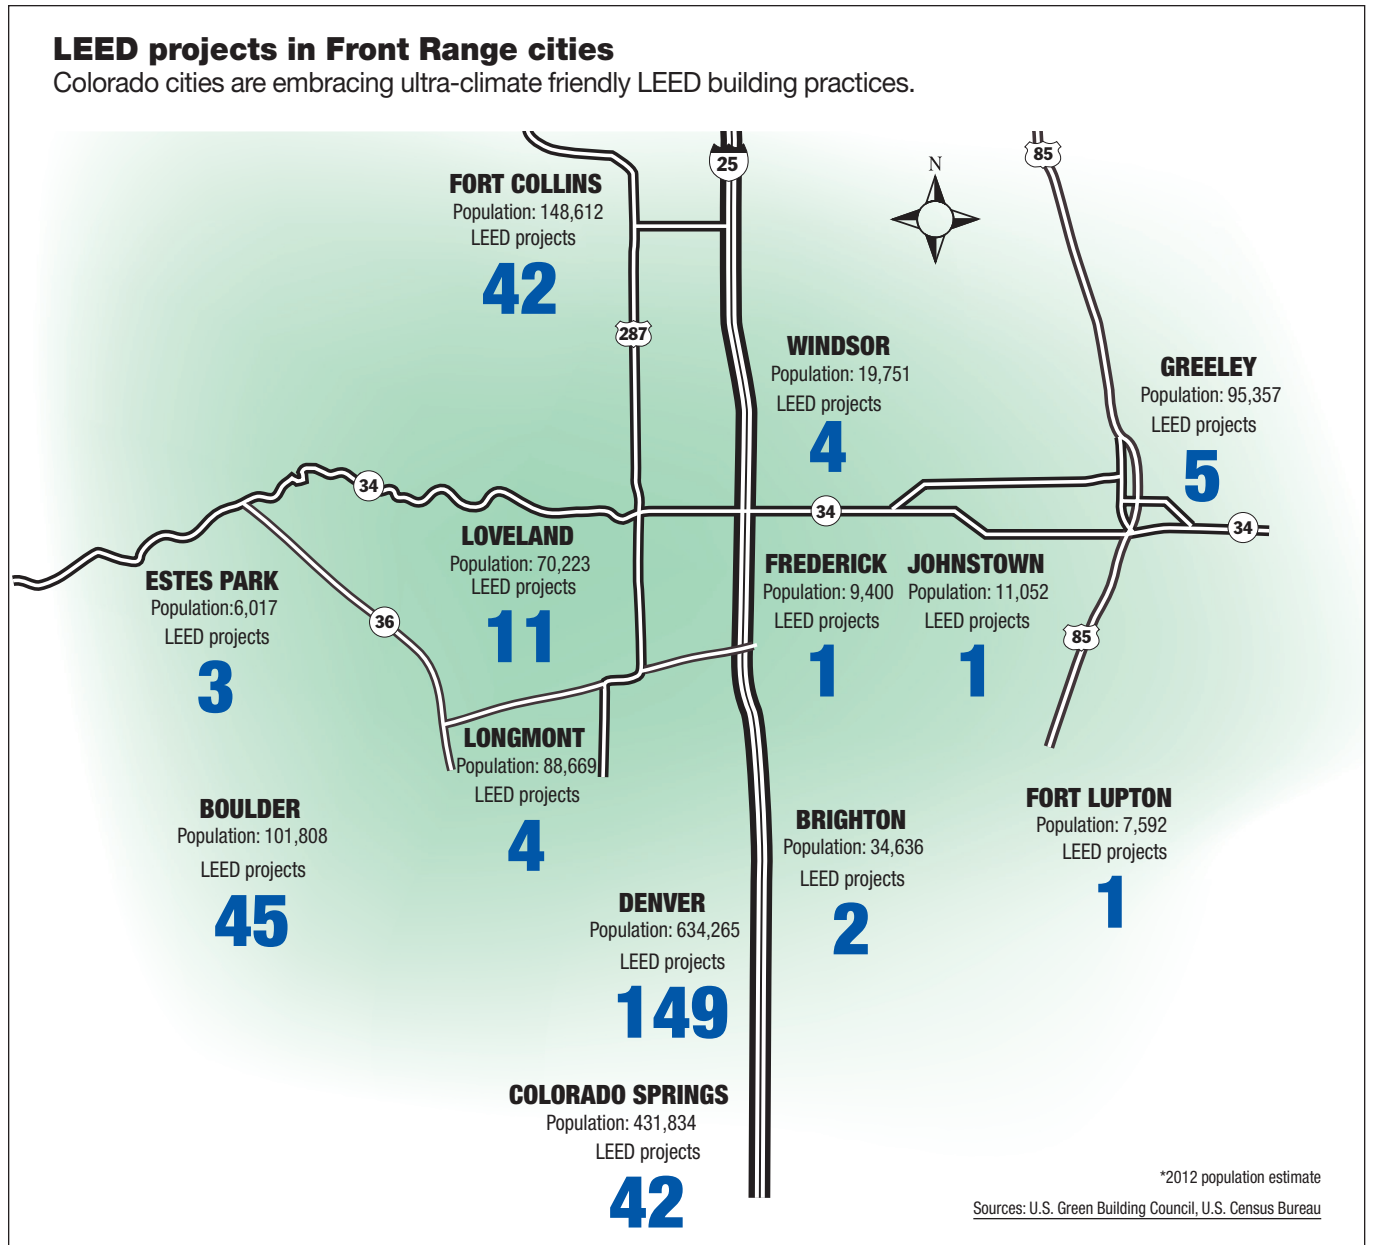 LEED projects in Front Range cities
Colorado cities are embracing ultra-climate friendly LEED building practices.
25
N
85
FORT COLLINS
Population: 148,612
LEED projects
42
287
WINDSOR
Population: 19,751
LEED projects
4
GREELEY
Population: 95,357
LEED projects
5
34
34
34
LOVELAND
Population: 70,223
LEED projects
11
FREDERICK
Population: 9,400
LEED projects
1
JOHNSTOWN
Population: 11,052
LEED projects
1
ESTES PARK
Population:6,017
LEED projects
3
36
85
LONGMONT
Population: 88,669
LEED projects
4
BOULDER
Population: 101,808
LEED projects
45
BRIGHTON
Population: 34,636
LEED projects
2
FORT LUPTON
Population: 7,592
LEED projects
1
DENVER
Population: 634,265
LEED projects
149
COLORADO SPRINGS
Population: 431,834
LEED projects
42
*2012 population estimate
Sources: U.S. Green Building Council, U.S. Census Bureau